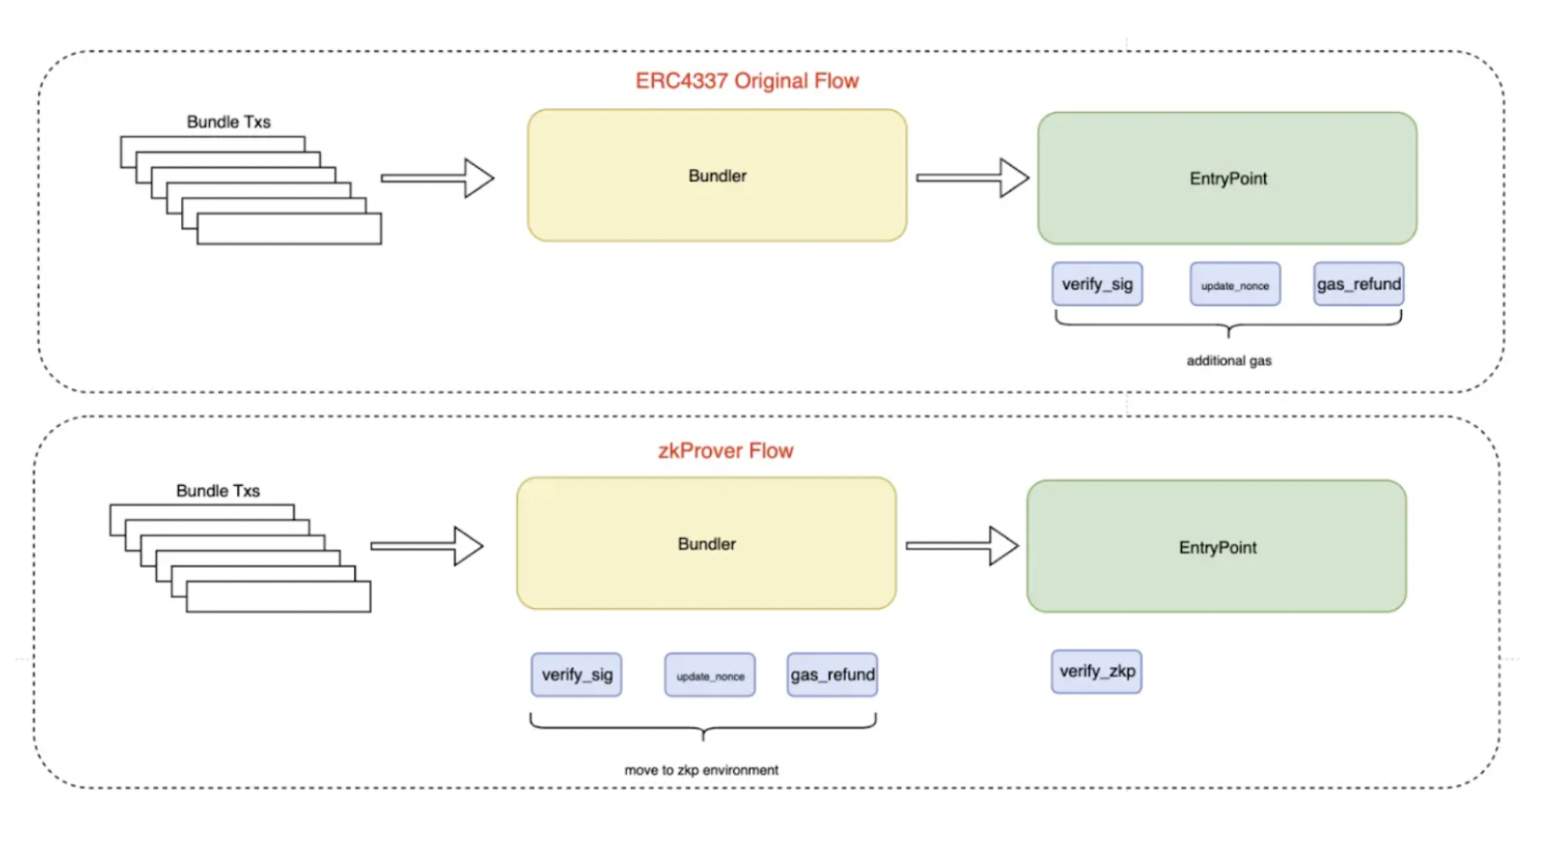 ERC4337 Original Flow
Bundle Txs
Bundler
EntryPoint
verify_sig
update_nonce
gas_refund
additional gas
zkProver Flow
Bundle Txs
Bundler
EntryPoint
verify_sig
update_nonce
gas_refund
verify_zkp
move to zkp environment